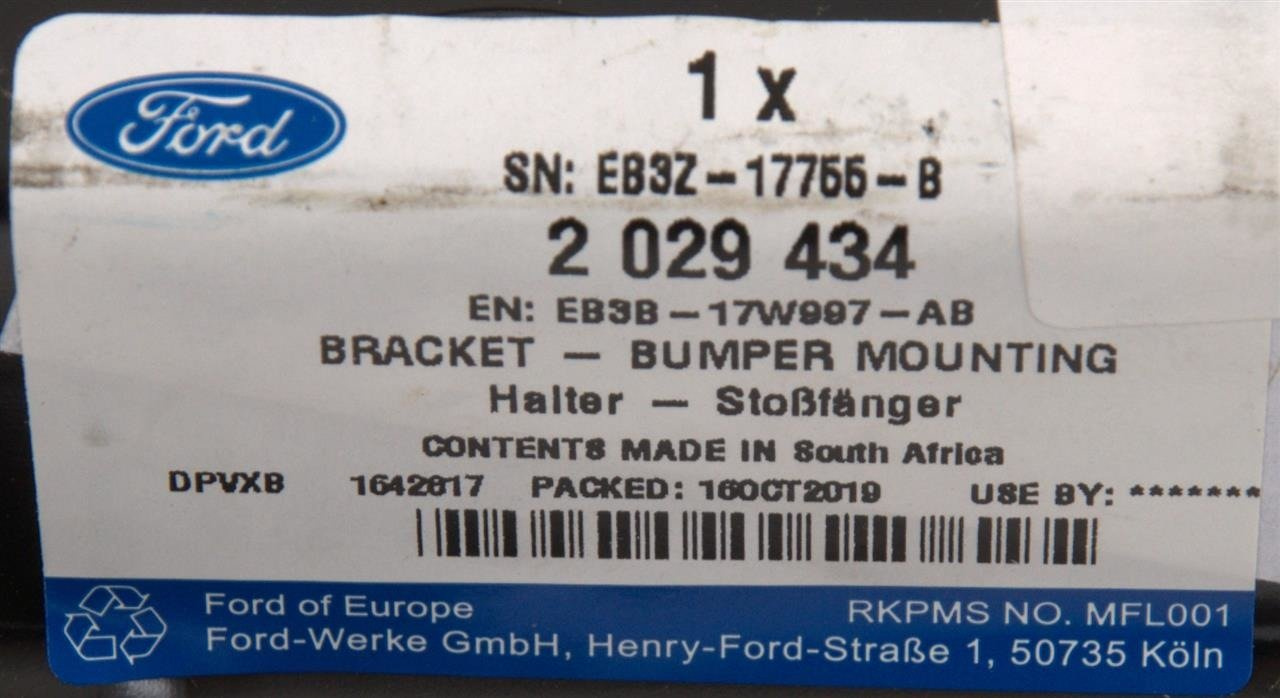 Ford
1 x
SN: EB3Z-17755-B
2 029 434
EN: EB3B-17W997-AB
BRACKET - BUMPER MOUNTING
Halter - Stoßfänger
CONTENTS MADE IN South Africa
DPVXB 1642617 PACKED: 16OCT2019 USE BY: *******
Ford of Europe RKPMS NO. MFL001
Ford-Werke GmbH, Henry-Ford-Straße 1, 50735 Köln